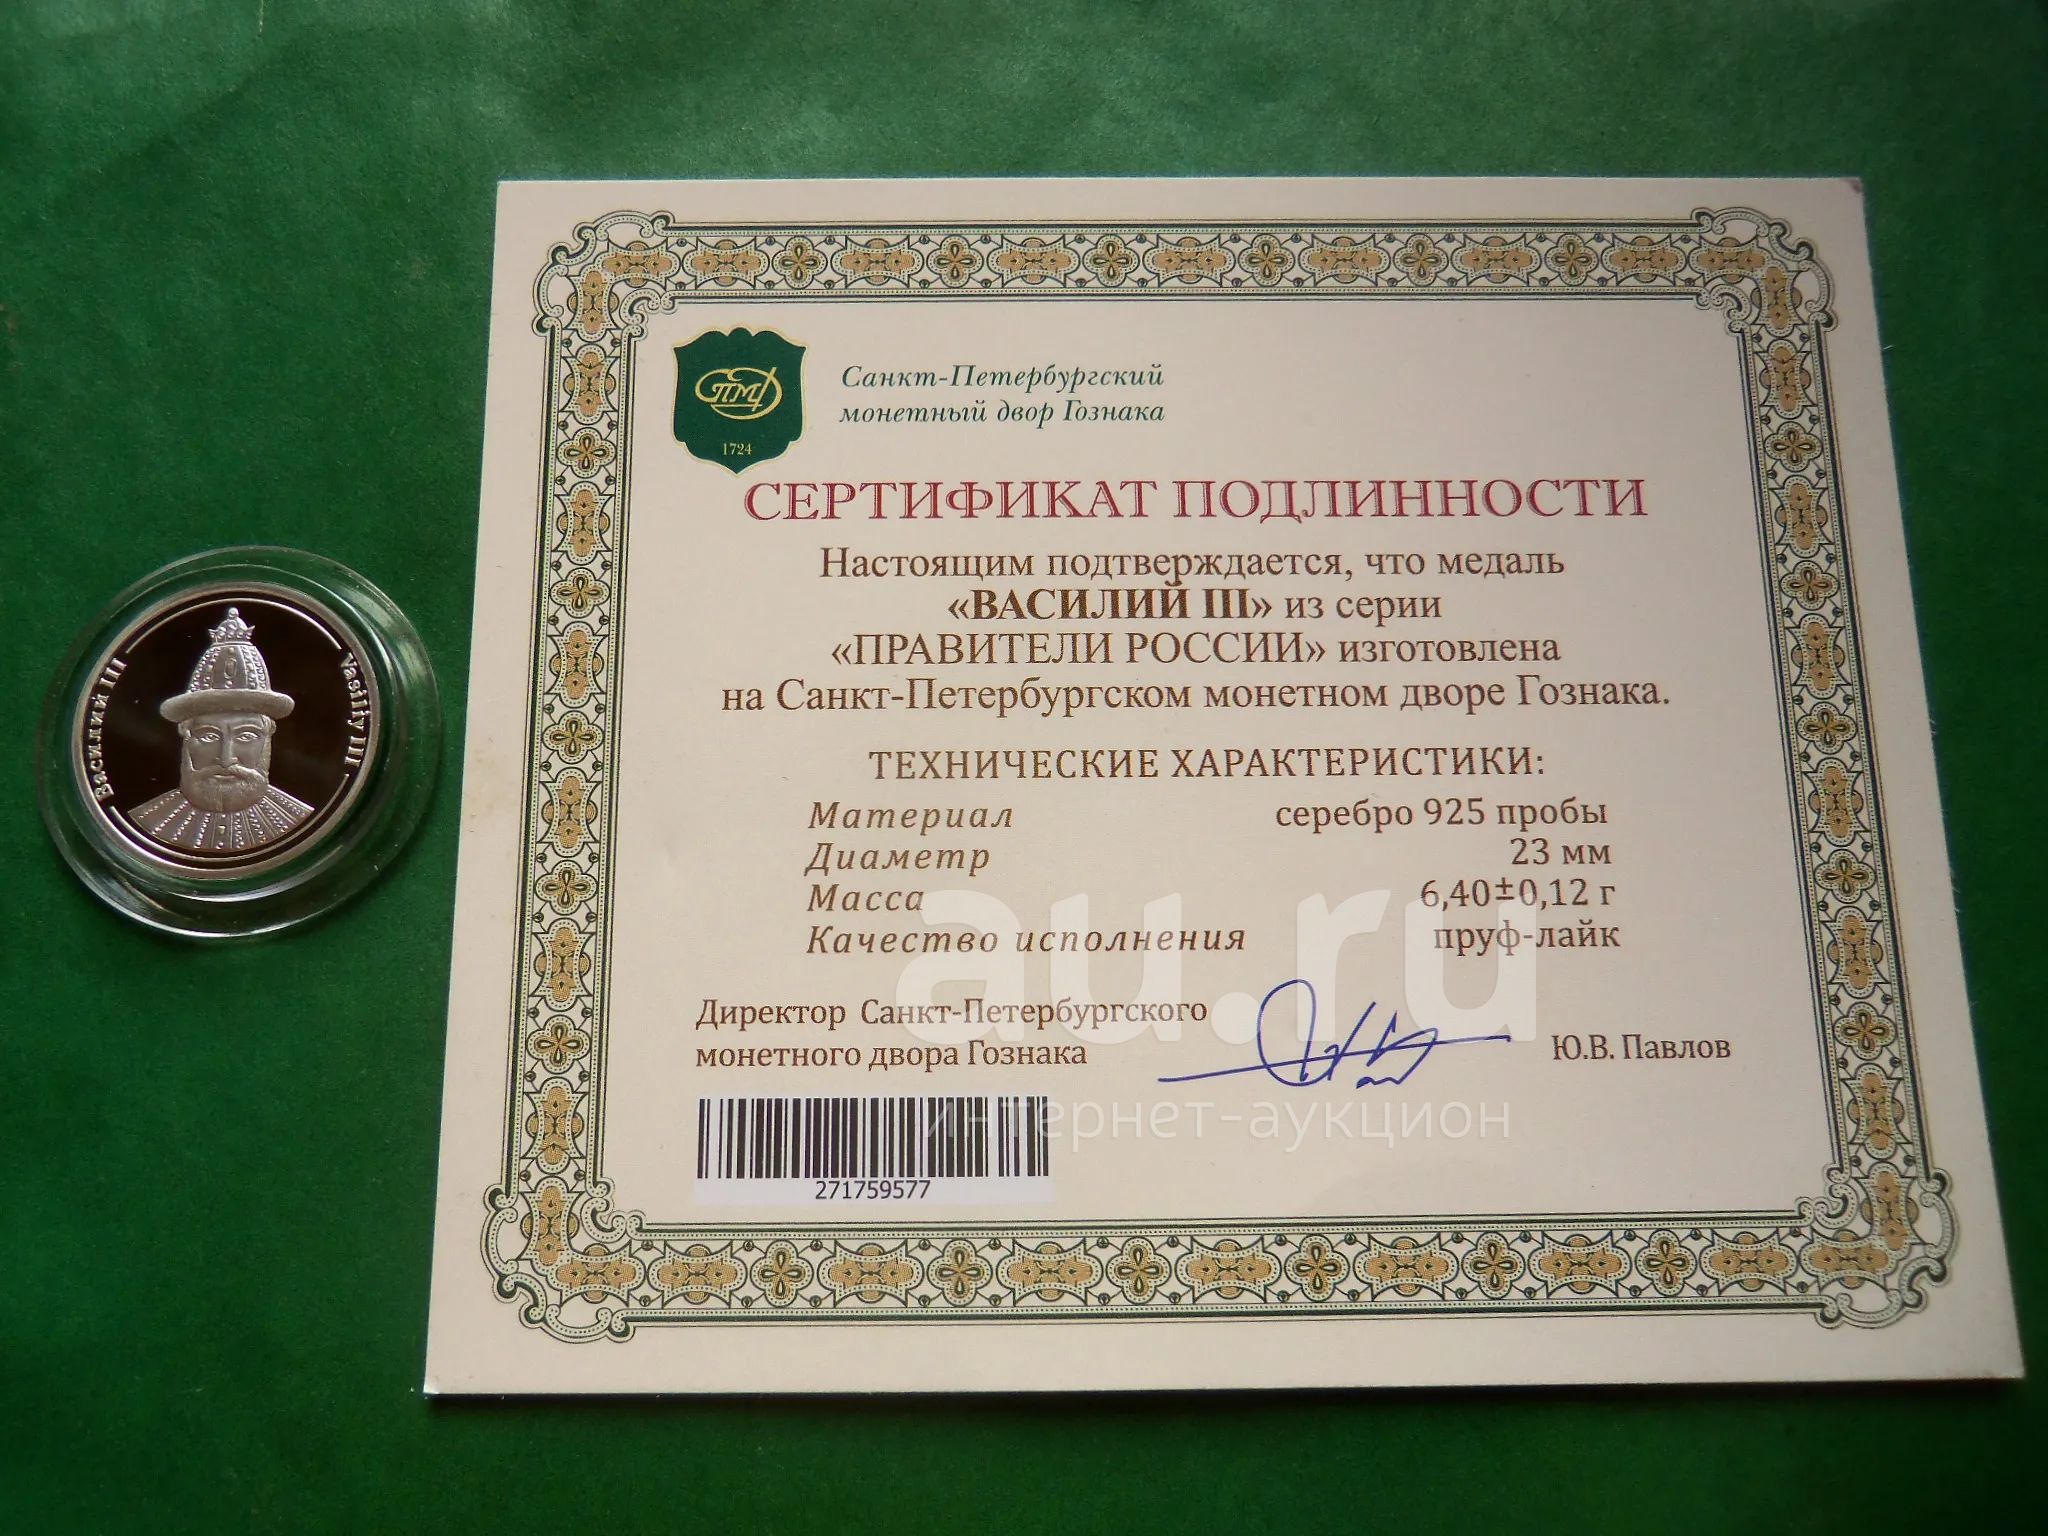 Василий III
Vasiliy III
СПМД
1724
Санкт-Петербургский
монетный двор Гознака
СЕРТИФИКАТ ПОДЛИННОСТИ
Настоящим подтверждается, что медаль
«ВАСИЛИЙ III» из серии
«ПРАВИТЕЛИ РОССИИ» изготовлена
на Санкт-Петербургском монетном дворе Гознака.
ТЕХНИЧЕСКИЕ ХАРАКТЕРИСТИКИ:
Материал серебро 925 пробы
Диаметр 23 мм
Масса 6,40±0,12 г
Качество исполнения пруф-лайк
au.ru
Директор Санкт-Петербургского
монетного двора Гознака Ю.В. Павлов
интернет-аукцион
271759577